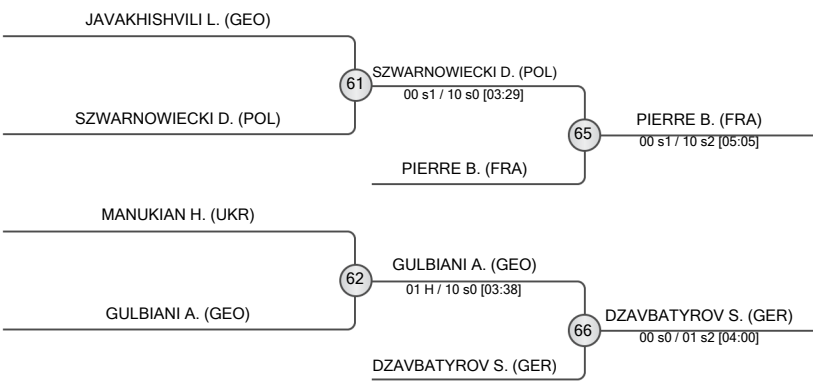 JAVAKHISHVILI L. (GEO)
61
SZWARNOWIECKI D. (POL)
00 s1 / 10 s0 [03:29]
SZWARNOWIECKI D. (POL)
65
PIERRE B. (FRA)
00 s1 / 10 s2 [05:05]
PIERRE B. (FRA)
MANUKIAN H. (UKR)
62
GULBIANI A. (GEO)
01 H / 10 s0 [03:38]
GULBIANI A. (GEO)
66
DZAVBATYROV S. (GER)
00 s0 / 01 s2 [04:00]
DZAVBATYROV S. (GER)